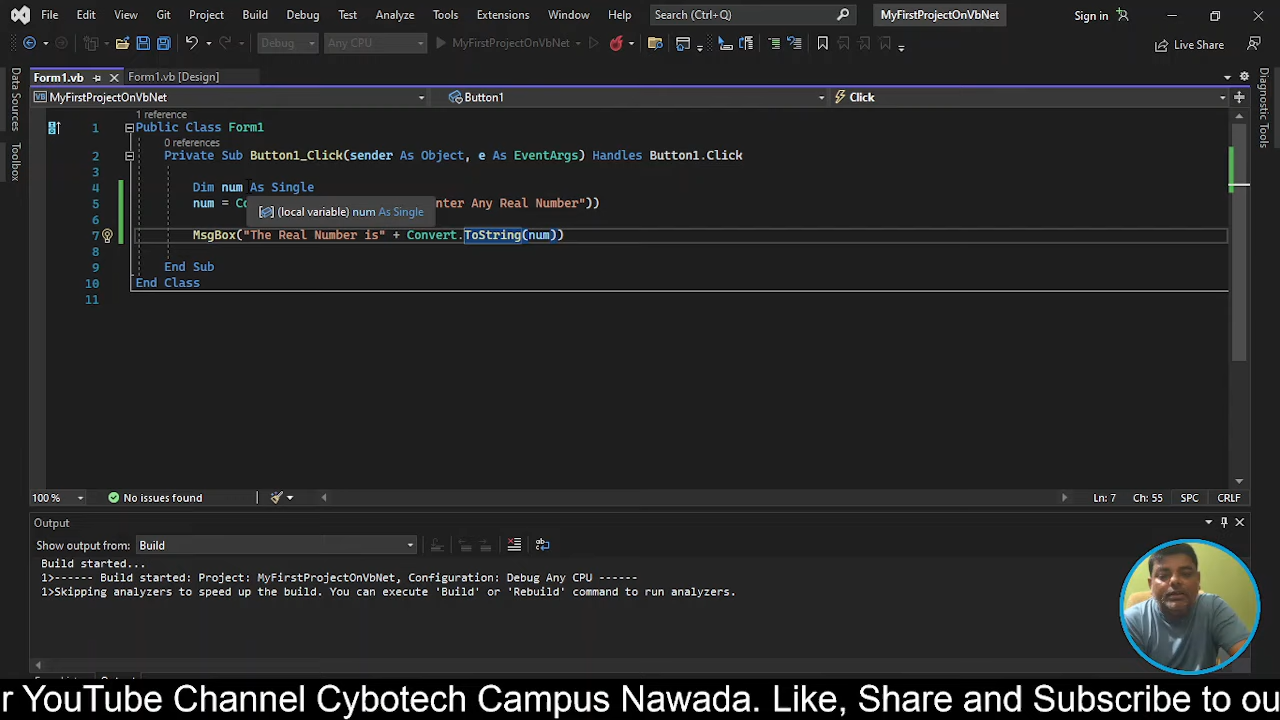 File Edit View Git Project Build Debug Test Analyze Tools Extensions Window Help Search (Ctrl+Q) MyFirstProjectOnVbNet Sign in
Debug Any CPU MyFirstProjectOnVbNet Live Share
Form1.vb Form1.vb [Design]
MyFirstProjectOnVbNet Button1 Click
Data Sources
Toolbox
Diagnostic Tools
1 reference
1 Public Class Form1
0 references
2 Private Sub Button1_Click(sender As Object, e As EventArgs) Handles Button1.Click
3
4 Dim num As Single
5 num = Co nter Any Real Number"))
(local variable) num As Single
6
7 MsgBox("The Real Number is" + Convert.ToString(num))
8
9 End Sub
10 End Class
11
100 % No issues found Ln: 7 Ch: 55 SPC CRLF
Output
Show output from: Build
Build started...
1>------ Build started: Project: MyFirstProjectOnVbNet, Configuration: Debug Any CPU ------
1>Skipping analyzers to speed up the build. You can execute 'Build' or 'Rebuild' command to run analyzers.
r YouTube Channel Cybotech Campus Nawada. Like, Share and Subscribe to ou